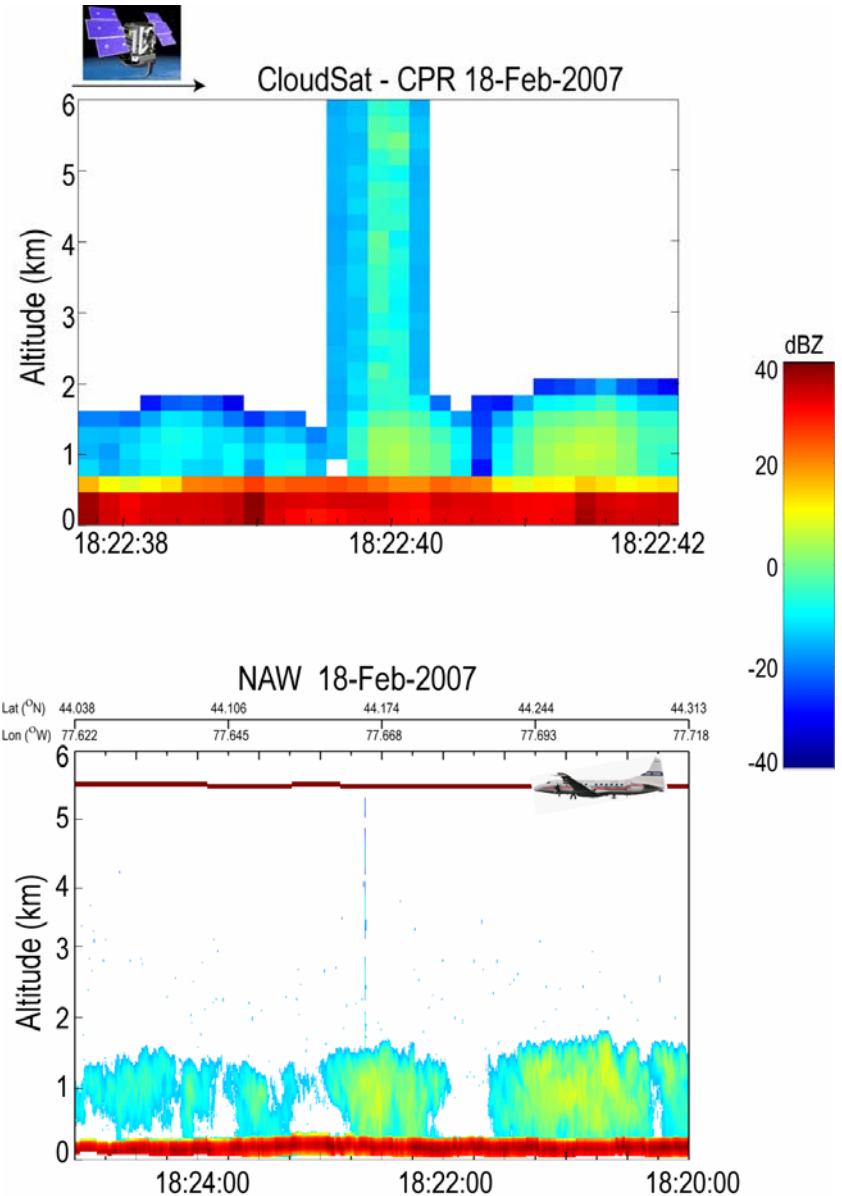 CloudSat - CPR 18-Feb-2007
6
5
4
3
2
1
0
Altitude (km)
18:22:38 18:22:40 18:22:42
dBZ
40
20
0
-20
-40
NAW 18-Feb-2007
Lat (ᴼN) 44.038 44.106 44.174 44.244 44.313
Lon (ᴼW) 77.622 77.645 77.668 77.693 77.718
6
5
4
3
2
1
0
Altitude (km)
18:24:00 18:22:00 18:20:00